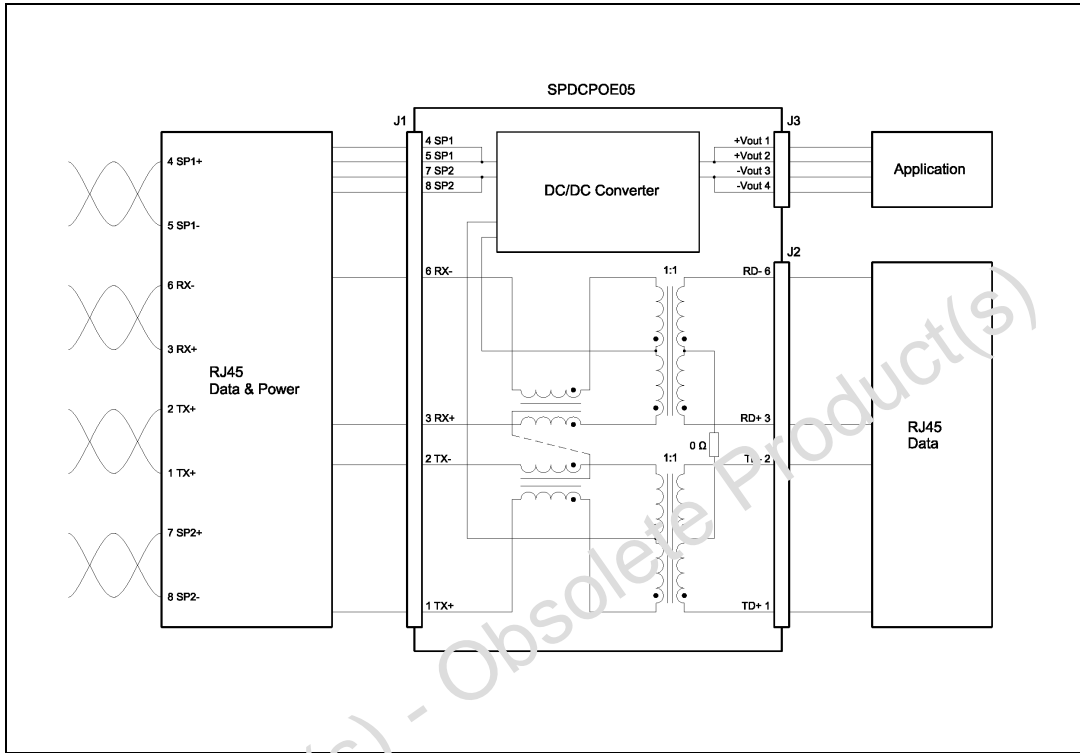 SPDCPOE05
J1
J3
4 SP1
5 SP1
7 SP2
8 SP2
+Vout 1
+Vout 2
-Vout 3
-Vout 4
DC/DC Converter
Application
4 SP1+
5 SP1-
6 RX-
3 RX+
RJ45
Data & Power
2 TX+
1 TX+
7 SP2+
8 SP2-
J2
6 RX-
1:1
RD- 6
3 RX+
RD+ 3
0 Ω
2 TX-
1:1
2
1 TX+
TD+ 1
RJ45
Data
(s) - Obsolete Product(s)